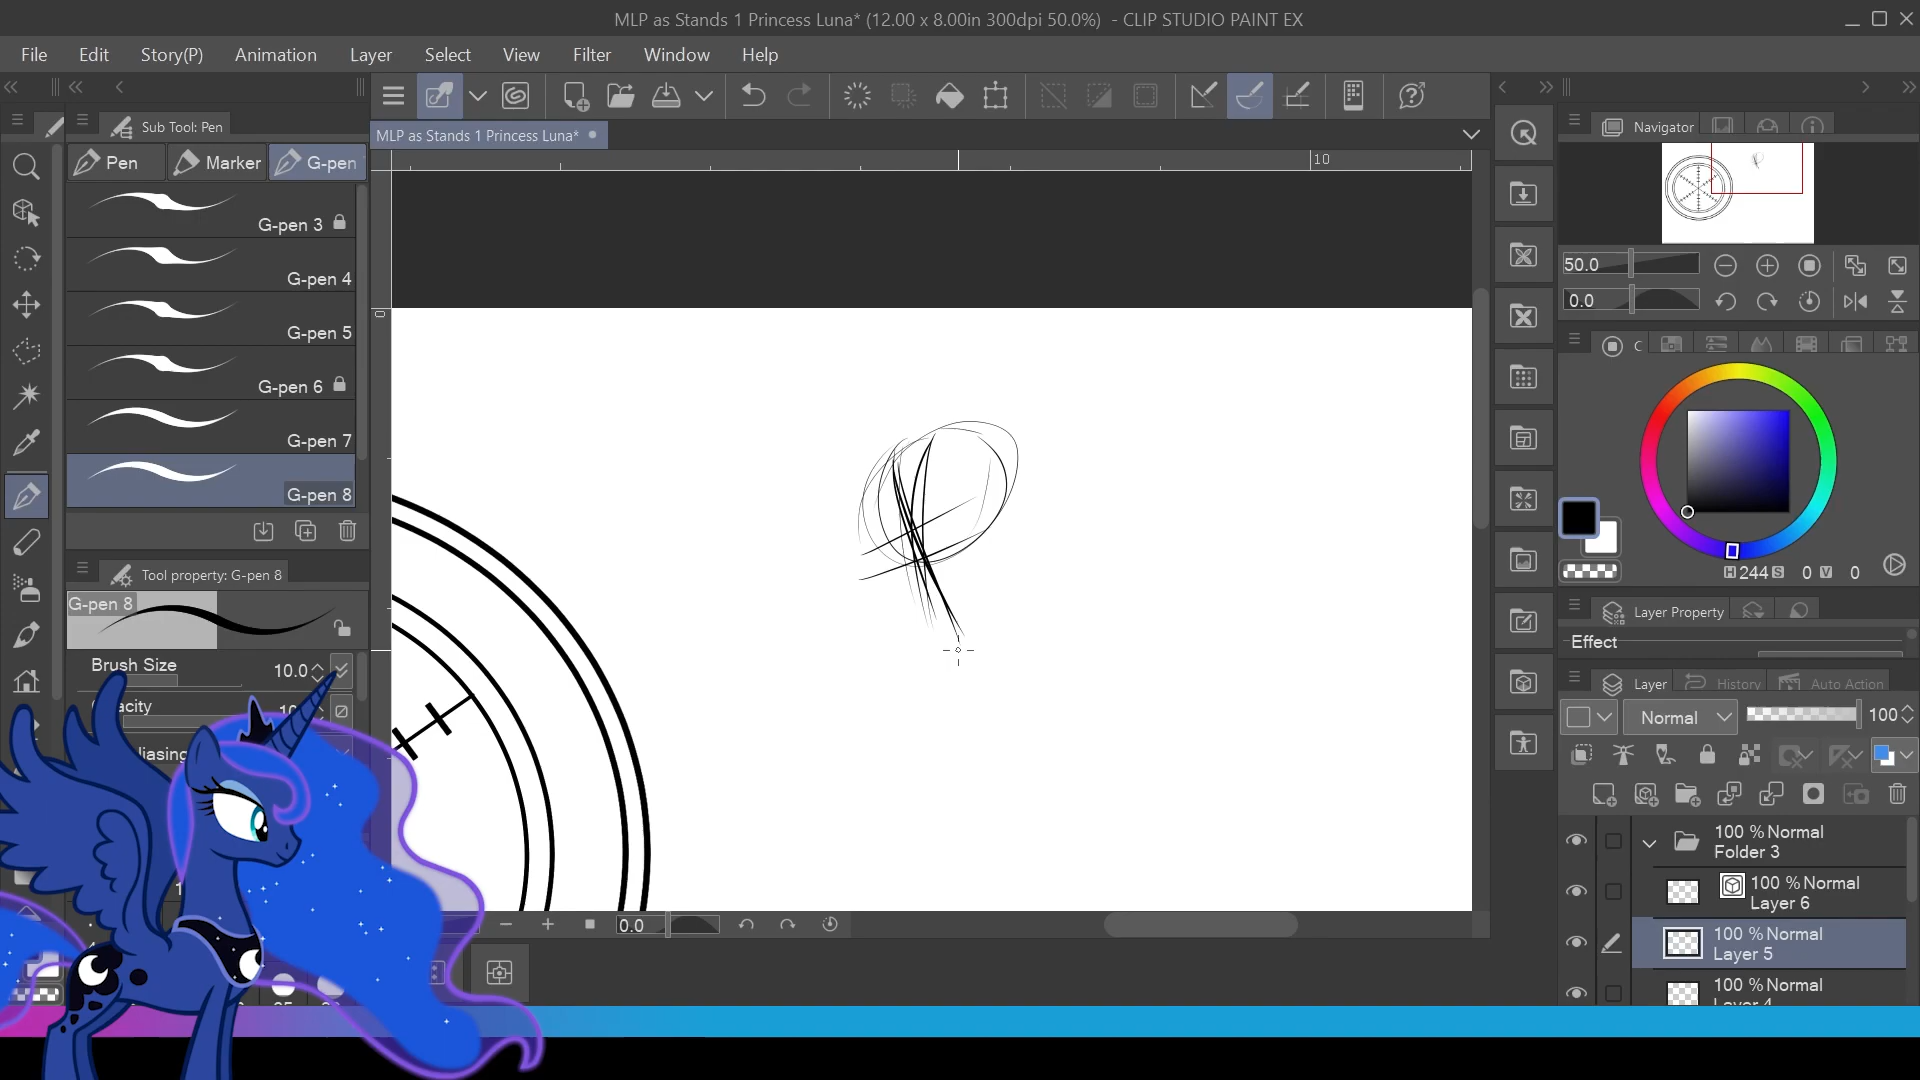 MLP as Stands 1 Princess Luna* (12.00 x 8.00in 300dpi 50.0%) - CLIP STUDIO PAINT EX
File Edit Story(P) Animation Layer Select View Filter Window Help
Sub Tool: Pen
MLP as Stands 1 Princess Luna*
Navigator
Pen Marker G-pen
10
0
G-pen 3
G-pen 4
G-pen 5
G-pen 6
G-pen 7
G-pen 8
50.0
0.0
C
H 244 S 0 V 0
Tool property: G-pen 8
G-pen 8
Brush Size 10.0
Layer Property
Effect
Layer History Auto Action
Normal 100
100 % Normal
Folder 3
100 % Normal
Layer 6
100 % Normal
Layer 5
100 % Normal
Layer 4
0.0